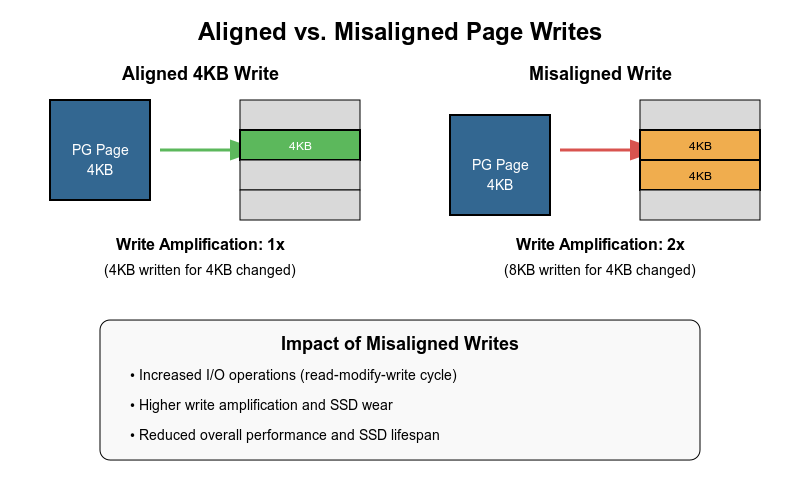 Aligned vs. Misaligned Page Writes
Aligned 4KB Write
PG Page
4KB
4KB
Write Amplification: 1x
(4KB written for 4KB changed)
Misaligned Write
PG Page
4KB
4KB
4KB
Write Amplification: 2x
(8KB written for 4KB changed)
Impact of Misaligned Writes
• Increased I/O operations (read-modify-write cycle)
• Higher write amplification and SSD wear
• Reduced overall performance and SSD lifespan